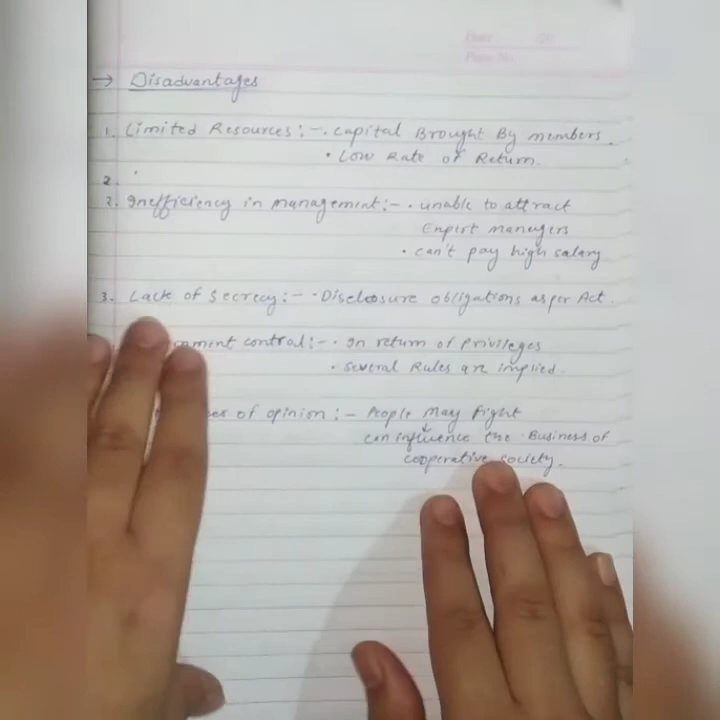 → Disadvantages
1. Limited Resources :- • Capital Brought By members.
• Low Rate of Return.
2. •
2. Inefficiency in management :- • unable to attract
Expert managers
• can't pay high salary
3. Lack of Secrecy :- • Disclosure obligations as per Act.
control :- • In return of Privileges
• Several Rules are implied.
of opinion :- People May Fight
↓
can influence the Business of
cooperative society.